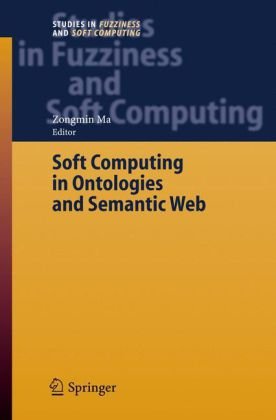 Studies
in Fuzziness
and
Soft Computing
STUDIES IN FUZZINESS
AND SOFT COMPUTING
Zongmin Ma
Editor
Soft Computing
in Ontologies
and Semantic Web
Springer